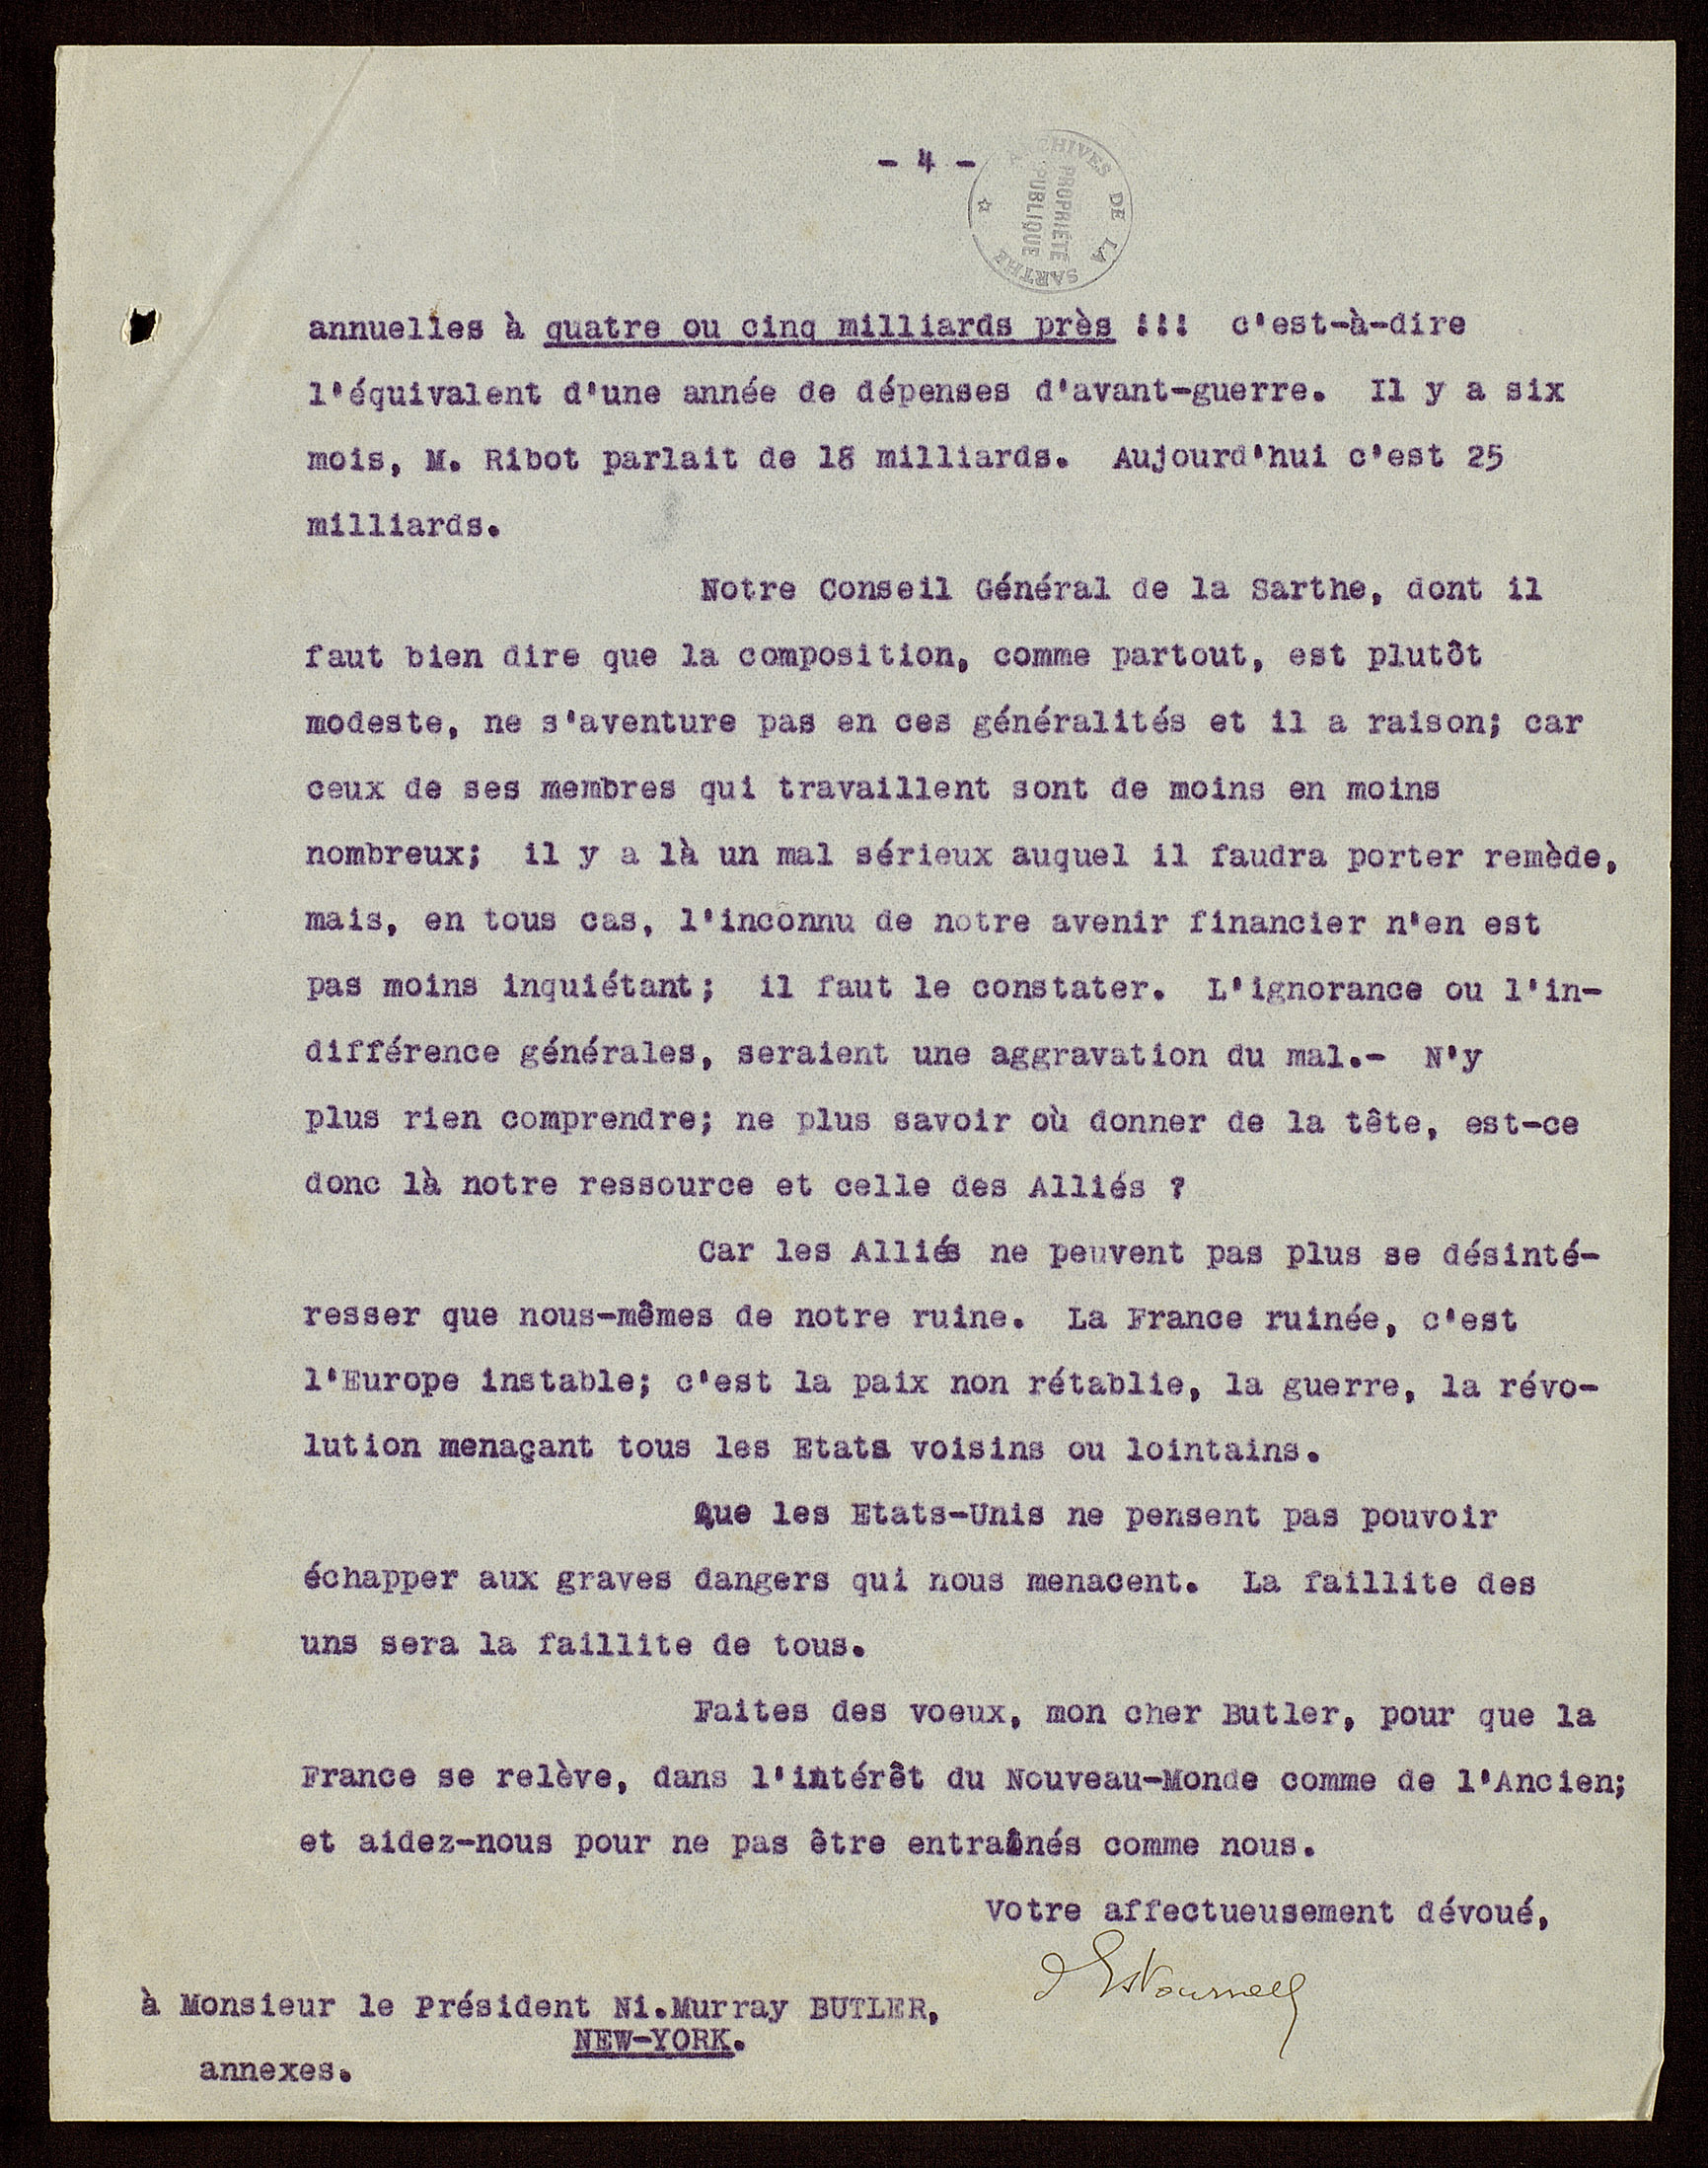 - 4 -
ARCHIVES DE LA SARTHE
PROPRIÉTÉ
PUBLIQUE
annuelles à quatre ou cinq milliards près !!! c'est-à-dire
l'équivalent d'une année de dépenses d'avant-guerre. Il y a six
mois, M. Ribot parlait de 18 milliards. Aujourd'hui c'est 25
milliards.
Notre Conseil Général de la Sarthe, dont il
faut bien dire que la composition, comme partout, est plutôt
modeste, ne s'aventure pas en ces généralités et il a raison; car
ceux de ses membres qui travaillent sont de moins en moins
nombreux; il y a là un mal sérieux auquel il faudra porter remède,
mais, en tous cas, l'inconnu de notre avenir financier n'en est
pas moins inquiétant; il faut le constater. L'ignorance ou l'in-
différence générales, seraient une aggravation du mal.- N'y
plus rien comprendre; ne plus savoir où donner de la tête, est-ce
donc là notre ressource et celle des Alliés ?
Car les Alliés ne peuvent pas plus se désinté-
resser que nous-mêmes de notre ruine. La France ruinée, c'est
l'Europe instable; c'est la paix non rétablie, la guerre, la révo-
lution menaçant tous les Etats voisins ou lointains.
Que les Etats-Unis ne pensent pas pouvoir
échapper aux graves dangers qui nous menacent. La faillite des
uns sera la faillite de tous.
Faites des voeux, mon cher Butler, pour que la
France se relève, dans l'intérêt du Nouveau-Monde comme de l'Ancien;
et aidez-nous pour ne pas être entraînés comme nous.
Votre affectueusement dévoué,
d'Estournelles
à Monsieur le Président Ni.Murray BUTLER,
NEW-YORK.
annexes.